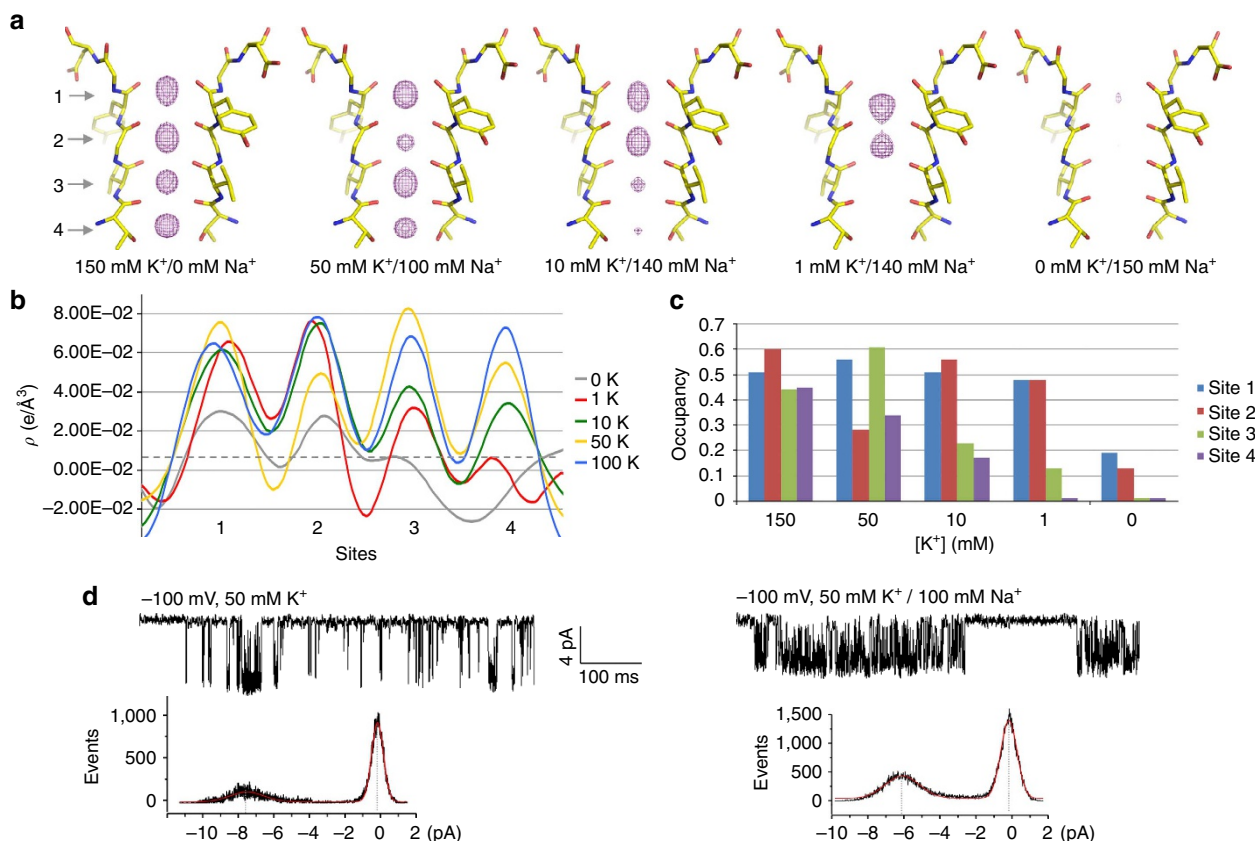 a
1
2
3
4
150 mM K⁺/0 mM Na⁺
50 mM K⁺/100 mM Na⁺
10 mM K⁺/140 mM Na⁺
1 mM K⁺/140 mM Na⁺
0 mM K⁺/150 mM Na⁺
b
8.00E–02
6.00E–02
4.00E–02
2.00E–02
0.00E–02
–2.00E–02
ρ (e/Å³)
1 2 3 4
Sites
0 K
1 K
10 K
50 K
100 K
c
0.7
0.6
0.5
0.4
0.3
0.2
0.1
0
Occupancy
150 50 10 1 0
[K⁺] (mM)
Site 1
Site 2
Site 3
Site 4
d
–100 mV, 50 mM K⁺
4 pA
100 ms
1,000
500
0
Events
–10 –8 –6 –4 –2 0 2 (pA)
–100 mV, 50 mM K⁺ / 100 mM Na⁺
1,500
1,000
500
0
Events
–10 –8 –6 –4 –2 0 2 (pA)